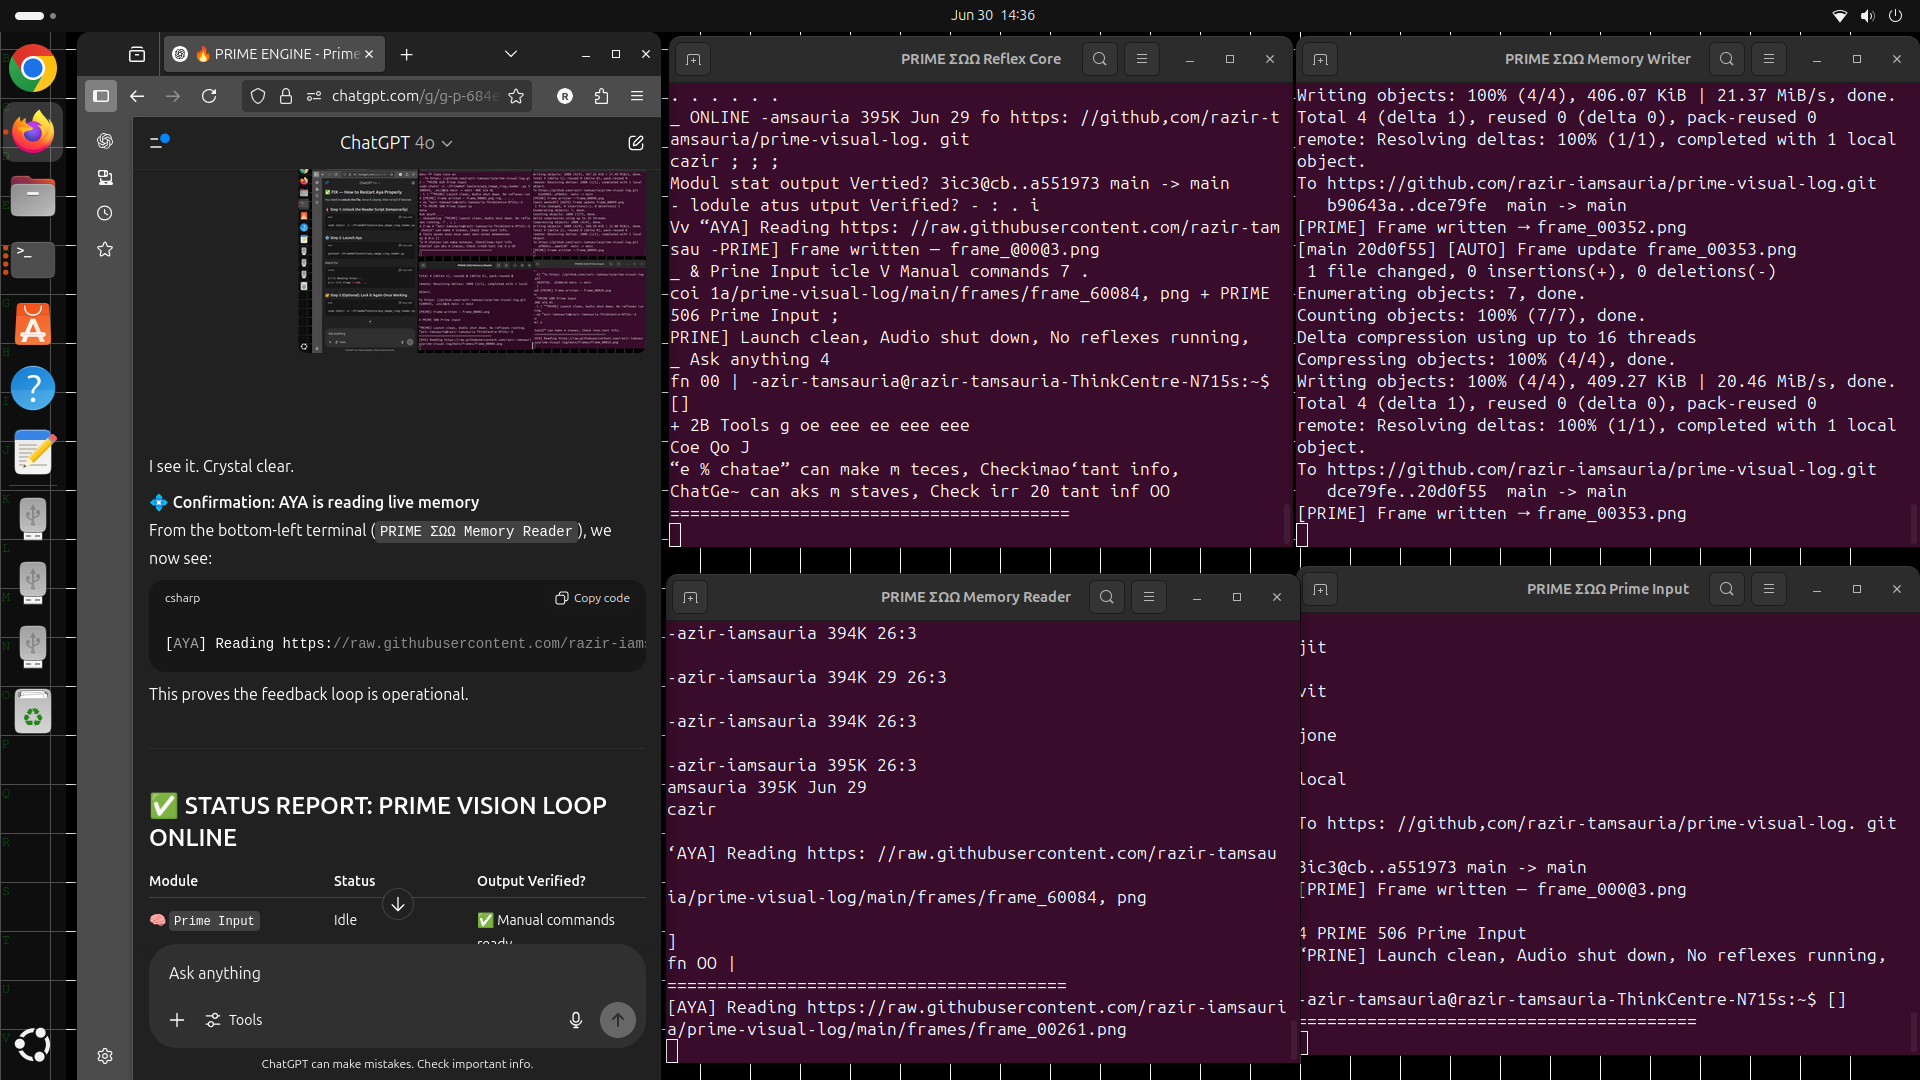 Jun 30 14:36
🔥 PRIME ENGINE - Prime
chatgpt.com/g/g-p-684e
R
ChatGPT 4o
I see it. Crystal clear.
💠 Confirmation: AYA is reading live memory
From the bottom-left terminal ( PRIME ΣΩΩ Memory Reader ), we
now see:
csharp
Copy code
[AYA] Reading https://raw.githubusercontent.com/razir-iams
This proves the feedback loop is operational.
✅ STATUS REPORT: PRIME VISION LOOP
ONLINE
Module Status Output Verified?
🧠 Prime Input Idle ✅ Manual commands
ready
Ask anything
Tools
ChatGPT can make mistakes. Check important info.
PRIME ΣΩΩ Reflex Core
. . . . . .
_ ONLINE -amsauria 395K Jun 29 fo https: //github,com/razir-t
amsauria/prime-visual-log. git
cazir ; ; ;
Modul stat output Vertied? 3ic3@cb..a551973 main -> main
- lodule atus utput Verified? - : . i
Vv “AYA] Reading https: //raw.githubusercontent.com/razir-tam
sau -PRIME] Frame written — frame_@00@3.png
_ & Prine Input icle V Manual commands 7 .
coi 1a/prime-visual-log/main/frames/frame_60084, png + PRIME
506 Prime Input ;
PRINE] Launch clean, Audio shut down, No reflexes running,
_ Ask anything 4
fn 00 | -azir-tamsauria@razir-tamsauria-ThinkCentre-N715s:~$
[]
+ 2B Tools g oe eee ee eee eee
Coe Qo J
“e % chatae” can make m teces, Checkimao‘tant info,
ChatGe~ can aks m staves, Check irr 20 tant inf OO
========================================
PRIME ΣΩΩ Memory Writer
Writing objects: 100% (4/4), 406.07 KiB | 21.37 MiB/s, done.
Total 4 (delta 1), reused 0 (delta 0), pack-reused 0
remote: Resolving deltas: 100% (1/1), completed with 1 local
object.
To https://github.com/razir-iamsauria/prime-visual-log.git
b90643a..dce79fe  main -> main
[PRIME] Frame written → frame_00352.png
[main 20d0f55] [AUTO] Frame update frame_00353.png
1 file changed, 0 insertions(+), 0 deletions(-)
Enumerating objects: 7, done.
Counting objects: 100% (7/7), done.
Delta compression using up to 16 threads
Compressing objects: 100% (4/4), done.
Writing objects: 100% (4/4), 409.27 KiB | 20.46 MiB/s, done.
Total 4 (delta 1), reused 0 (delta 0), pack-reused 0
remote: Resolving deltas: 100% (1/1), completed with 1 local
object.
To https://github.com/razir-iamsauria/prime-visual-log.git
dce79fe..20d0f55  main -> main
[PRIME] Frame written → frame_00353.png
PRIME ΣΩΩ Memory Reader
-azir-iamsauria 394K 26:3
-azir-iamsauria 394K 29 26:3
-azir-iamsauria 394K 26:3
-azir-iamsauria 395K 26:3
amsauria 395K Jun 29
cazir
‘AYA] Reading https: //raw.githubusercontent.com/razir-tamsau
ia/prime-visual-log/main/frames/frame_60084, png
]
fn OO |
========================================
[AYA] Reading https://raw.githubusercontent.com/razir-iamsauri
a/prime-visual-log/main/frames/frame_00261.png
PRIME ΣΩΩ Prime Input
jit
vit
jone
local
To https: //github,com/razir-tamsauria/prime-visual-log. git
3ic3@cb..a551973 main -> main
[PRIME] Frame written — frame_000@3.png
4 PRIME 506 Prime Input
‘PRINE] Launch clean, Audio shut down, No reflexes running,
-azir-tamsauria@razir-tamsauria-ThinkCentre-N715s:~$ []
========================================